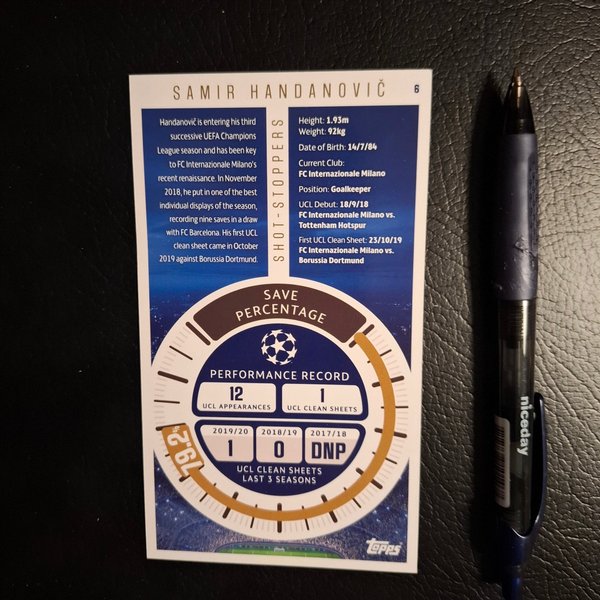 SAMIR HANDANOVIČ
6
Handanovič is entering his third
successive UEFA Champions
League season and has been key
to FC Internazionale Milano's
recent renaissance. In November
2018, he put in one of the best
individual displays of the season,
recording nine saves in a draw
with FC Barcelona. His first UCL
clean sheet came in October
2019 against Borussia Dortmund.
SHOT-STOPPERS
Height: 1.93m
Weight: 92kg
Date of Birth: 14/7/84
Current Club:
FC Internazionale Milano
Position: Goalkeeper
UCL Debut: 18/9/18
FC Internazionale Milano vs.
Tottenham Hotspur
First UCL Clean Sheet: 23/10/19
FC Internazionale Milano vs.
Borussia Dortmund
SAVE
PERCENTAGE
PERFORMANCE RECORD
12
UCL APPEARANCES
1
UCL CLEAN SHEETS
2019/20
1
2018/19
0
2017/18
DNP
UCL CLEAN SHEETS
LAST 3 SEASONS
79.2%
Topps
niceday